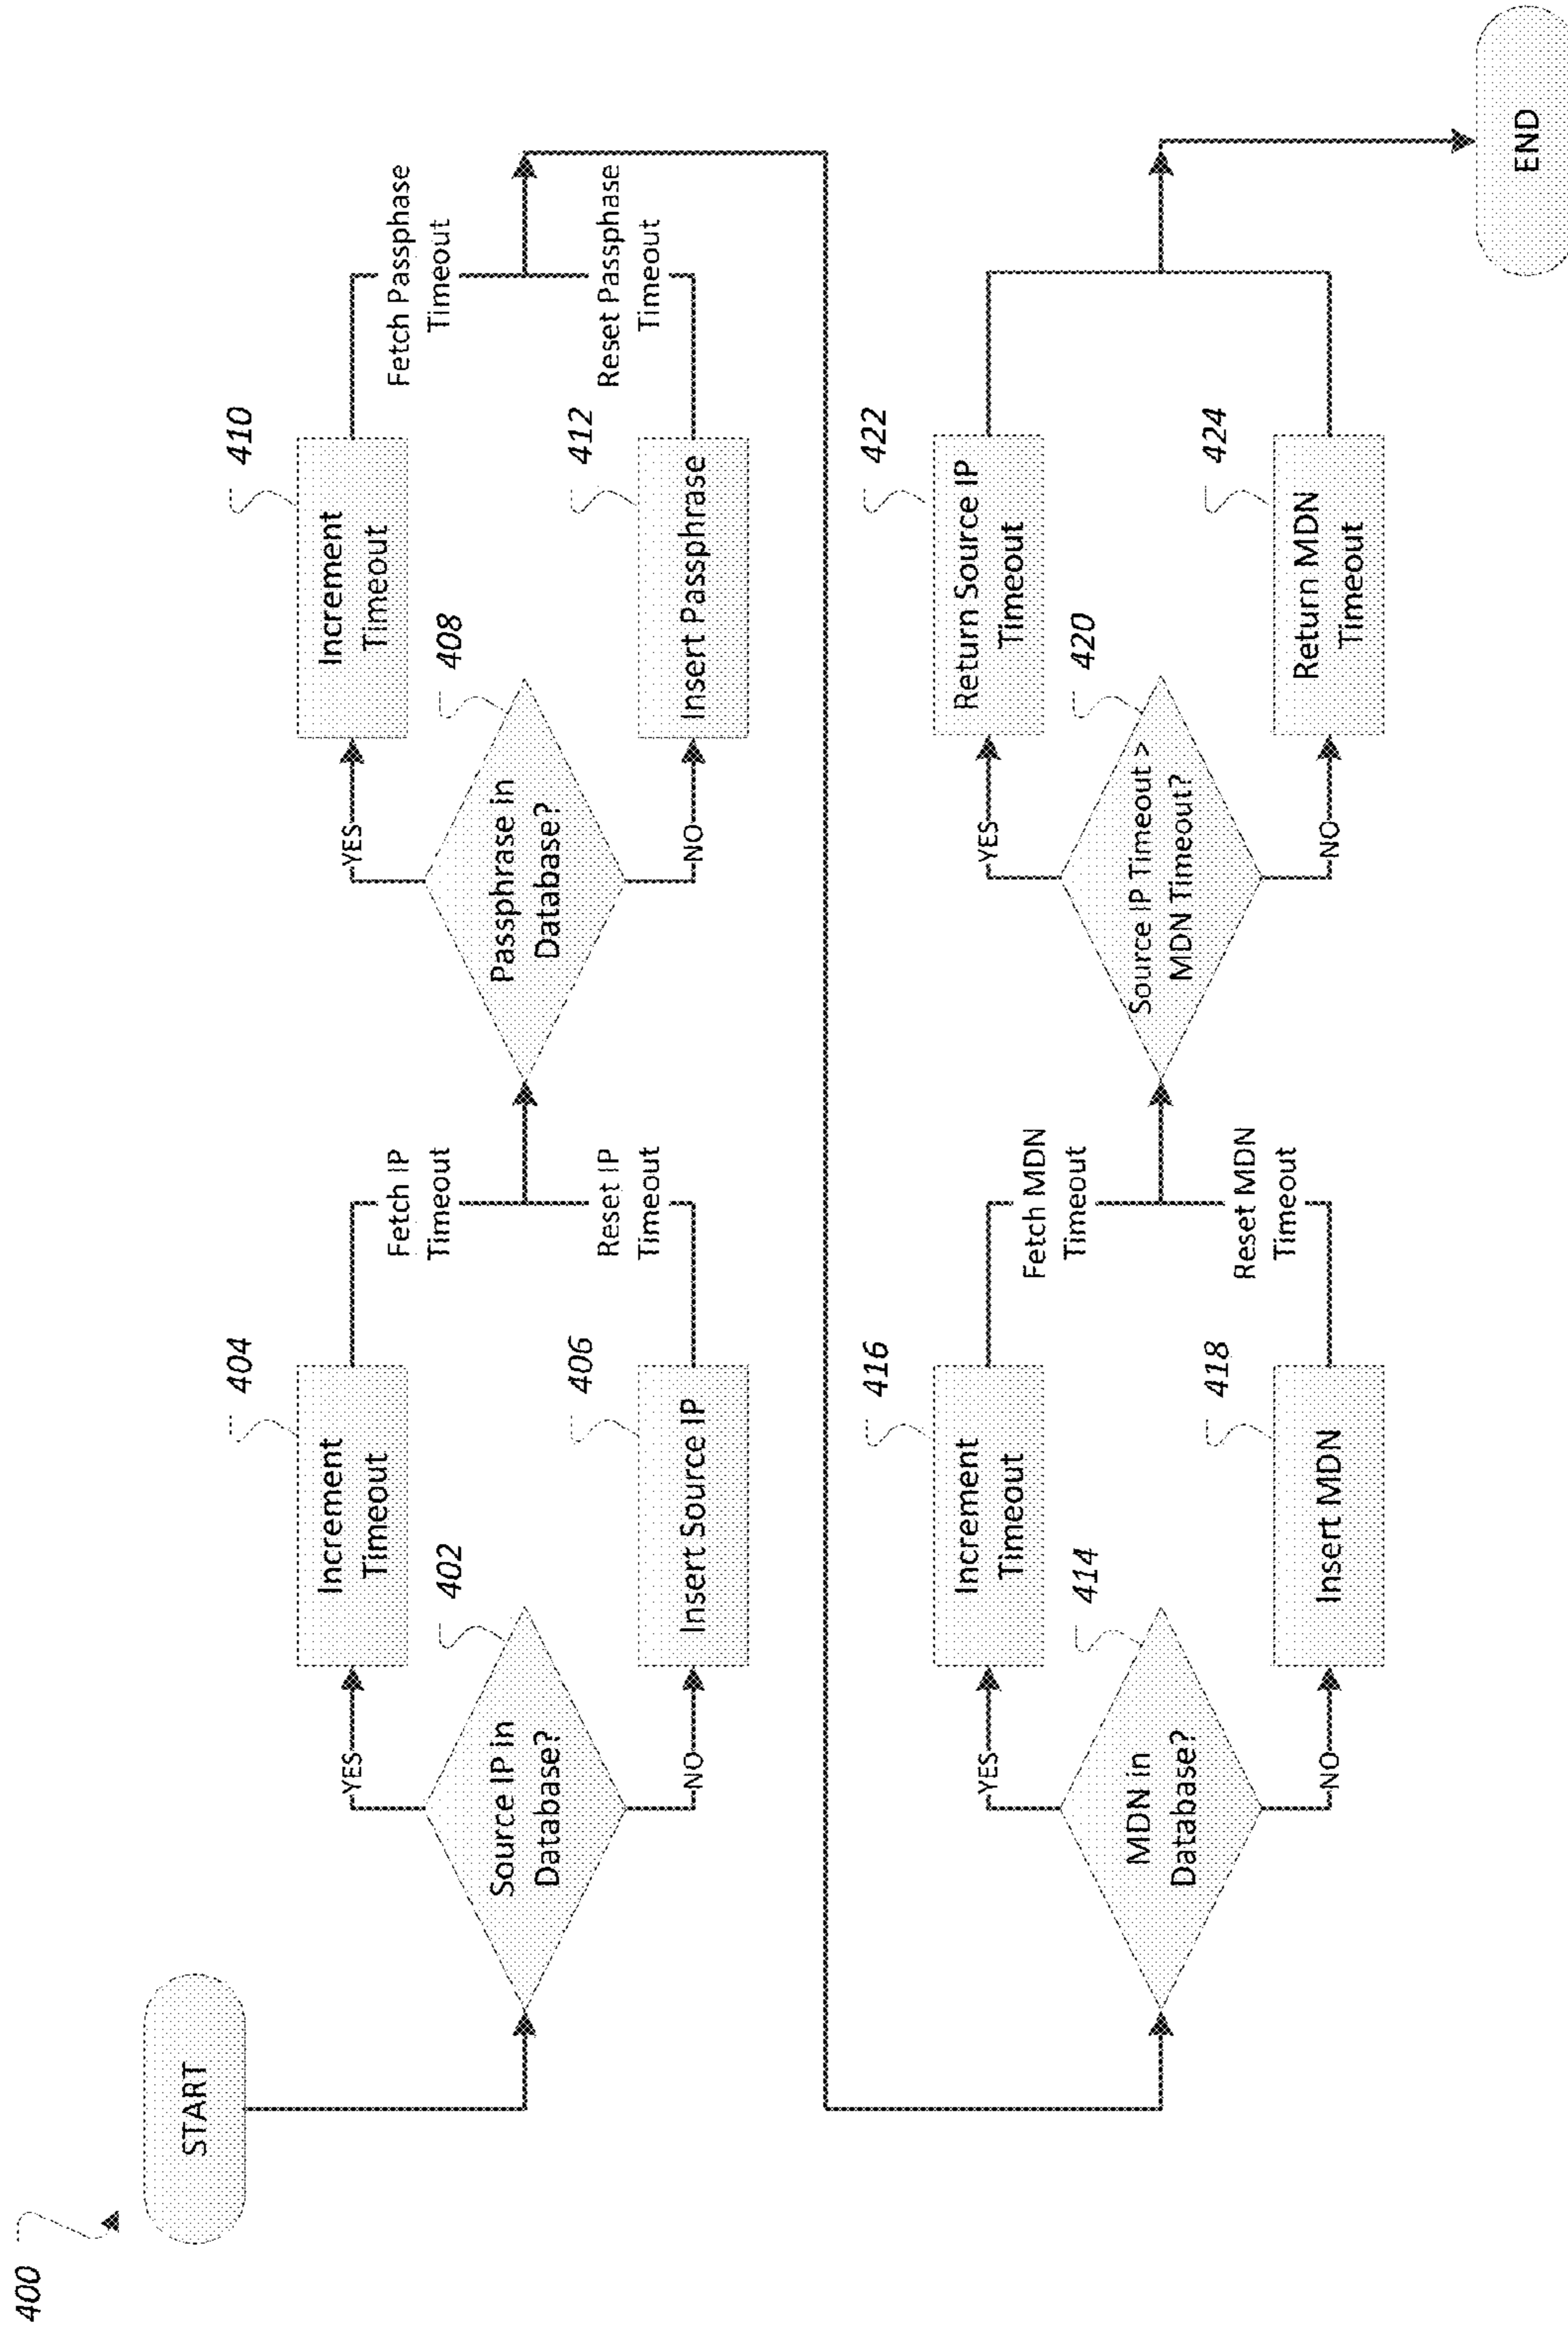 400
START
402
Source IP in
Database?
YES
404
Increment
Timeout
Fetch IP
Timeout
NO
406
Insert Source IP
Reset IP
Timeout
408
Passphrase in
Database?
YES
410
Increment
Timeout
Fetch Passphase
Timeout
NO
412
Insert Passphrase
Reset Passphase
Timeout
414
MDN in
Database?
YES
416
Increment
Timeout
Fetch MDN
Timeout
NO
418
Insert MDN
Reset MDN
Timeout
420
Source IP Timeout >
MDN Timeout?
YES
422
Return Source IP
Timeout
NO
424
Return MDN
Timeout
END